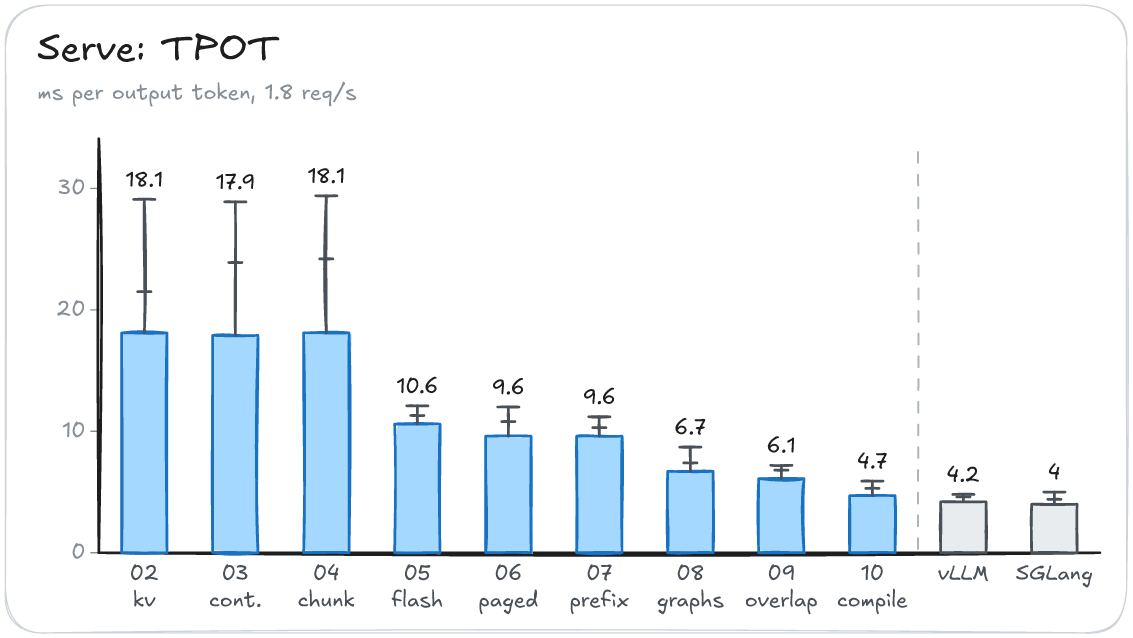 Serve: TPOT
ms per output token, 1.8 req/s
30
20
10
0
18.1
17.9
18.1
10.6
9.6
9.6
6.7
6.1
4.7
4.2
4
02
kv
03
cont.
04
chunk
05
flash
06
paged
07
prefix
08
graphs
09
overlap
10
compile
vLLM
SGLang